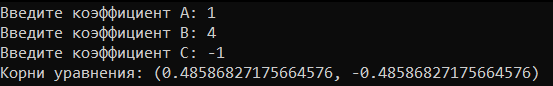 Введите коэффициент A: 1
Введите коэффициент B: 4
Введите коэффициент C: -1
Корни уравнения: (0.48586827175664576, -0.48586827175664576)